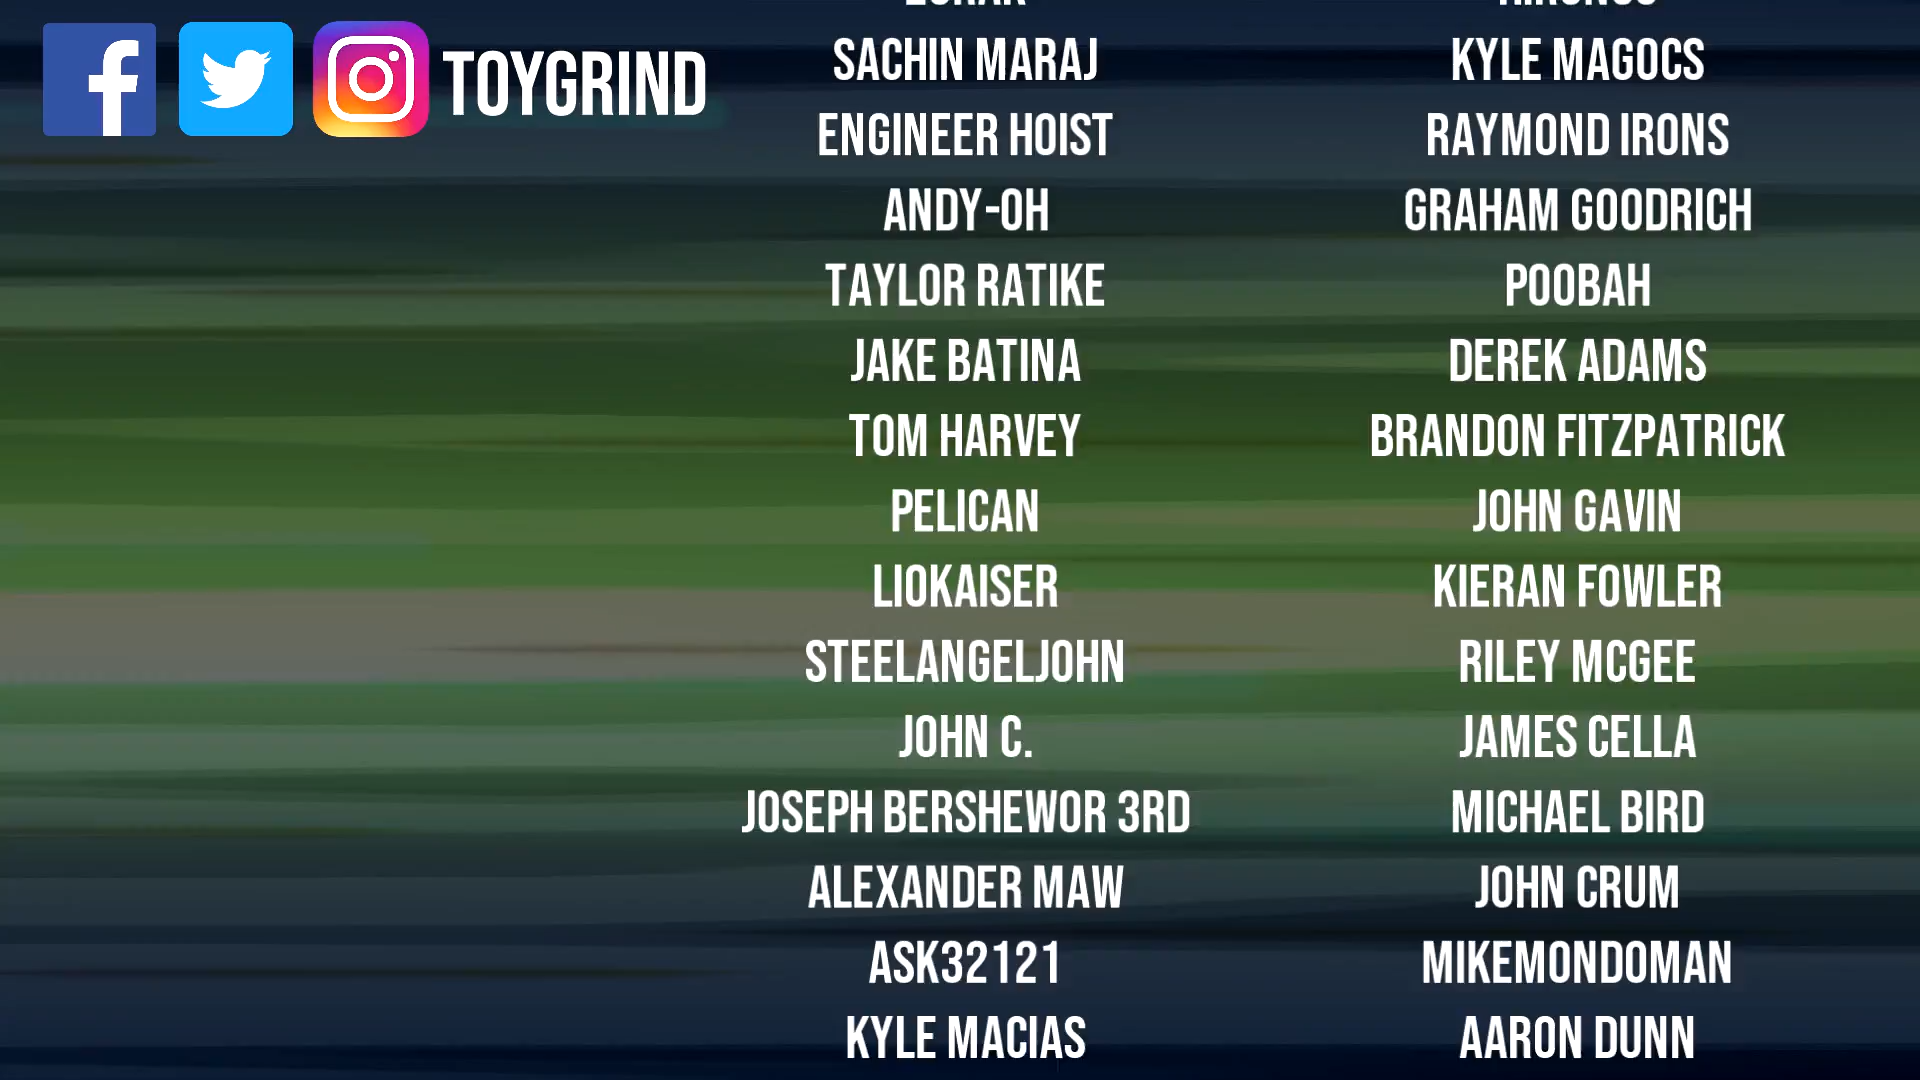 TOYGRIND
SACHIN MARAJ
ENGINEER HOIST
ANDY-OH
TAYLOR RATIKE
JAKE BATINA
TOM HARVEY
PELICAN
LIOKAISER
STEELANGELJOHN
JOHN C.
JOSEPH BERSHEWOR 3RD
ALEXANDER MAW
ASK32121
KYLE MACIAS
KYLE MAGOCS
RAYMOND IRONS
GRAHAM GOODRICH
POOBAH
DEREK ADAMS
BRANDON FITZPATRICK
JOHN GAVIN
KIERAN FOWLER
RILEY MCGEE
JAMES CELLA
MICHAEL BIRD
JOHN CRUM
MIKEMONDOMAN
AARON DUNN